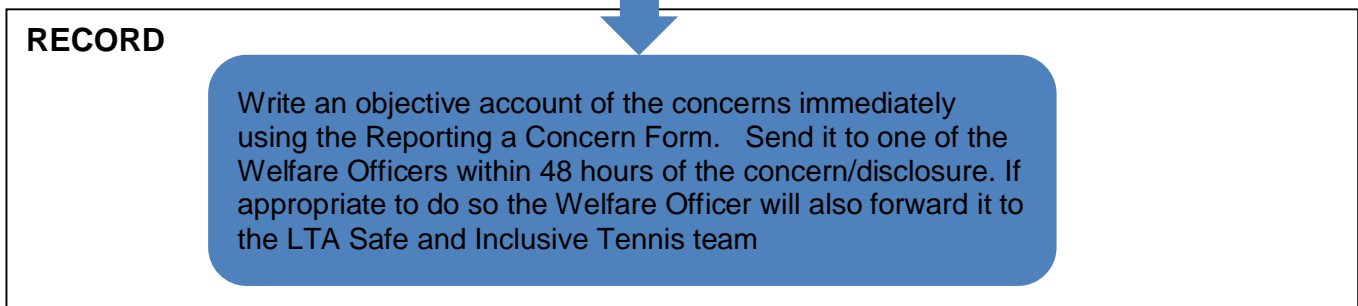 RECORD
Write an objective account of the concerns immediately
using the Reporting a Concern Form.   Send it to one of the
Welfare Officers within 48 hours of the concern/disclosure. If
appropriate to do so the Welfare Officer will also forward it to
the LTA Safe and Inclusive Tennis team